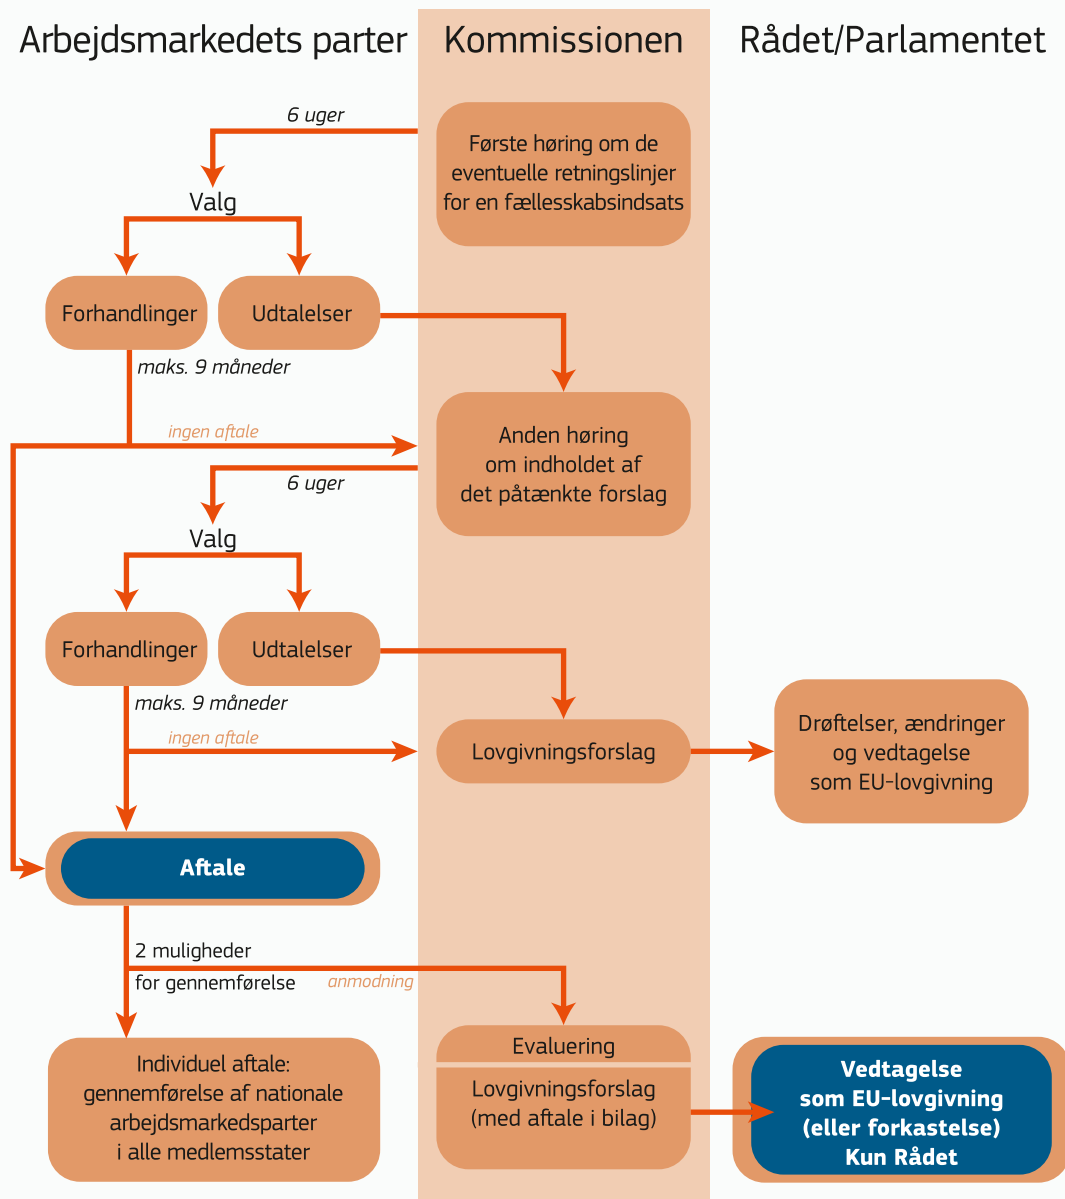 Arbejdsmarkedets parter
Kommissionen
Rådet/Parlamentet
6 uger
Første høring om de
eventuelle retningslinjer
for en fællesskabsindsats
Valg
Forhandlinger
Udtalelser
maks. 9 måneder
ingen aftale
Anden høring
om indholdet af
det påtænkte forslag
6 uger
Valg
Forhandlinger
Udtalelser
maks. 9 måneder
ingen aftale
Lovgivningsforslag
Drøftelser, ændringer
og vedtagelse
som EU-lovgivning
Aftale
2 muligheder
for gennemførelse
anmodning
Individuel aftale:
gennemførelse af nationale
arbejdsmarkedsparter
i alle medlemsstater
Evaluering
Lovgivningsforslag
(med aftale i bilag)
Vedtagelse
som EU-lovgivning
(eller forkastelse)
Kun Rådet